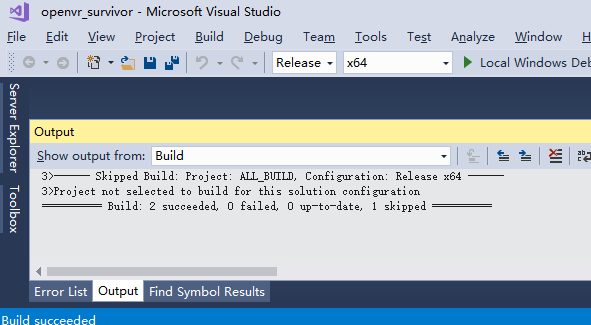 openvr_survivor - Microsoft Visual Studio
File Edit View Project Build Debug Team Tools Test Analyze Window
Release x64 Local Windows Deb
Server Explorer
Toolbox
Output
Show output from: Build
3>------ Skipped Build: Project: ALL_BUILD, Configuration: Release x64 ------
3>Project not selected to build for this solution configuration
========== Build: 2 succeeded, 0 failed, 0 up-to-date, 1 skipped ==========
Error List Output Find Symbol Results
Build succeeded